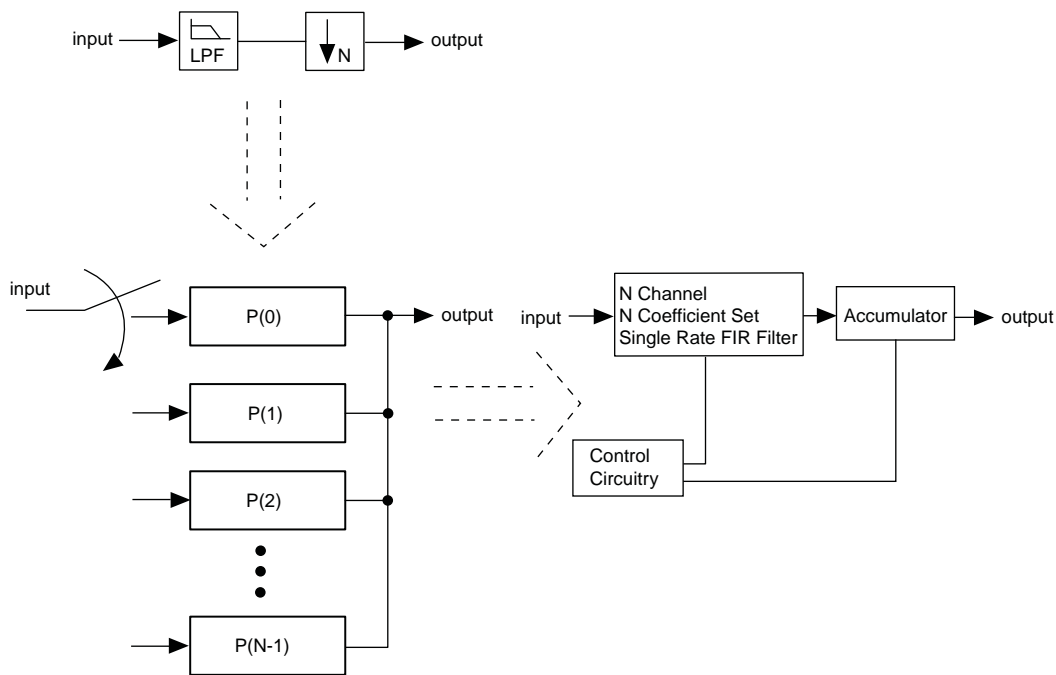 input
LPF
N
output
input
P(0)
output
P(1)
P(2)
P(N-1)
input
N Channel
N Coefficient Set
Single Rate FIR Filter
Accumulator
output
Control
Circuitry